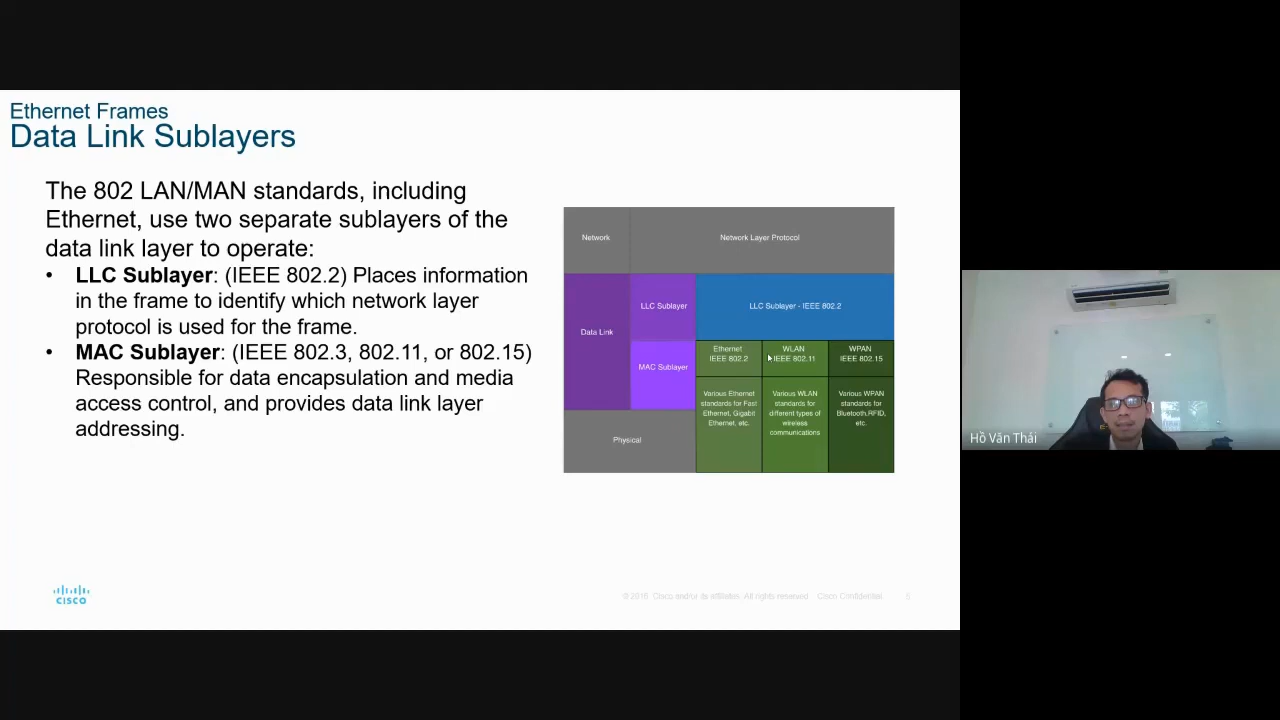 Ethernet Frames
Data Link Sublayers
The 802 LAN/MAN standards, including
Ethernet, use two separate sublayers of the
data link layer to operate:
• LLC Sublayer: (IEEE 802.2) Places information
in the frame to identify which network layer
protocol is used for the frame.
• MAC Sublayer: (IEEE 802.3, 802.11, or 802.15)
Responsible for data encapsulation and media
access control, and provides data link layer
addressing.
Network
Network Layer Protocol
Data Link
LLC Sublayer
LLC Sublayer - IEEE 802.2
MAC Sublayer
Ethernet
IEEE 802.2
WLAN
IEEE 802.11
WPAN
IEEE 802.15
Various Ethernet
standards for Fast
Ethernet, Gigabit
Ethernet, etc.
Various WLAN
standards for
different types of
wireless
communications
Various WPAN
standards for
Bluetooth,RFID,
etc.
Physical
CISCO
© 2016 Cisco and/or its affiliates. All rights reserved. Cisco Confidential
Hồ Văn Thái